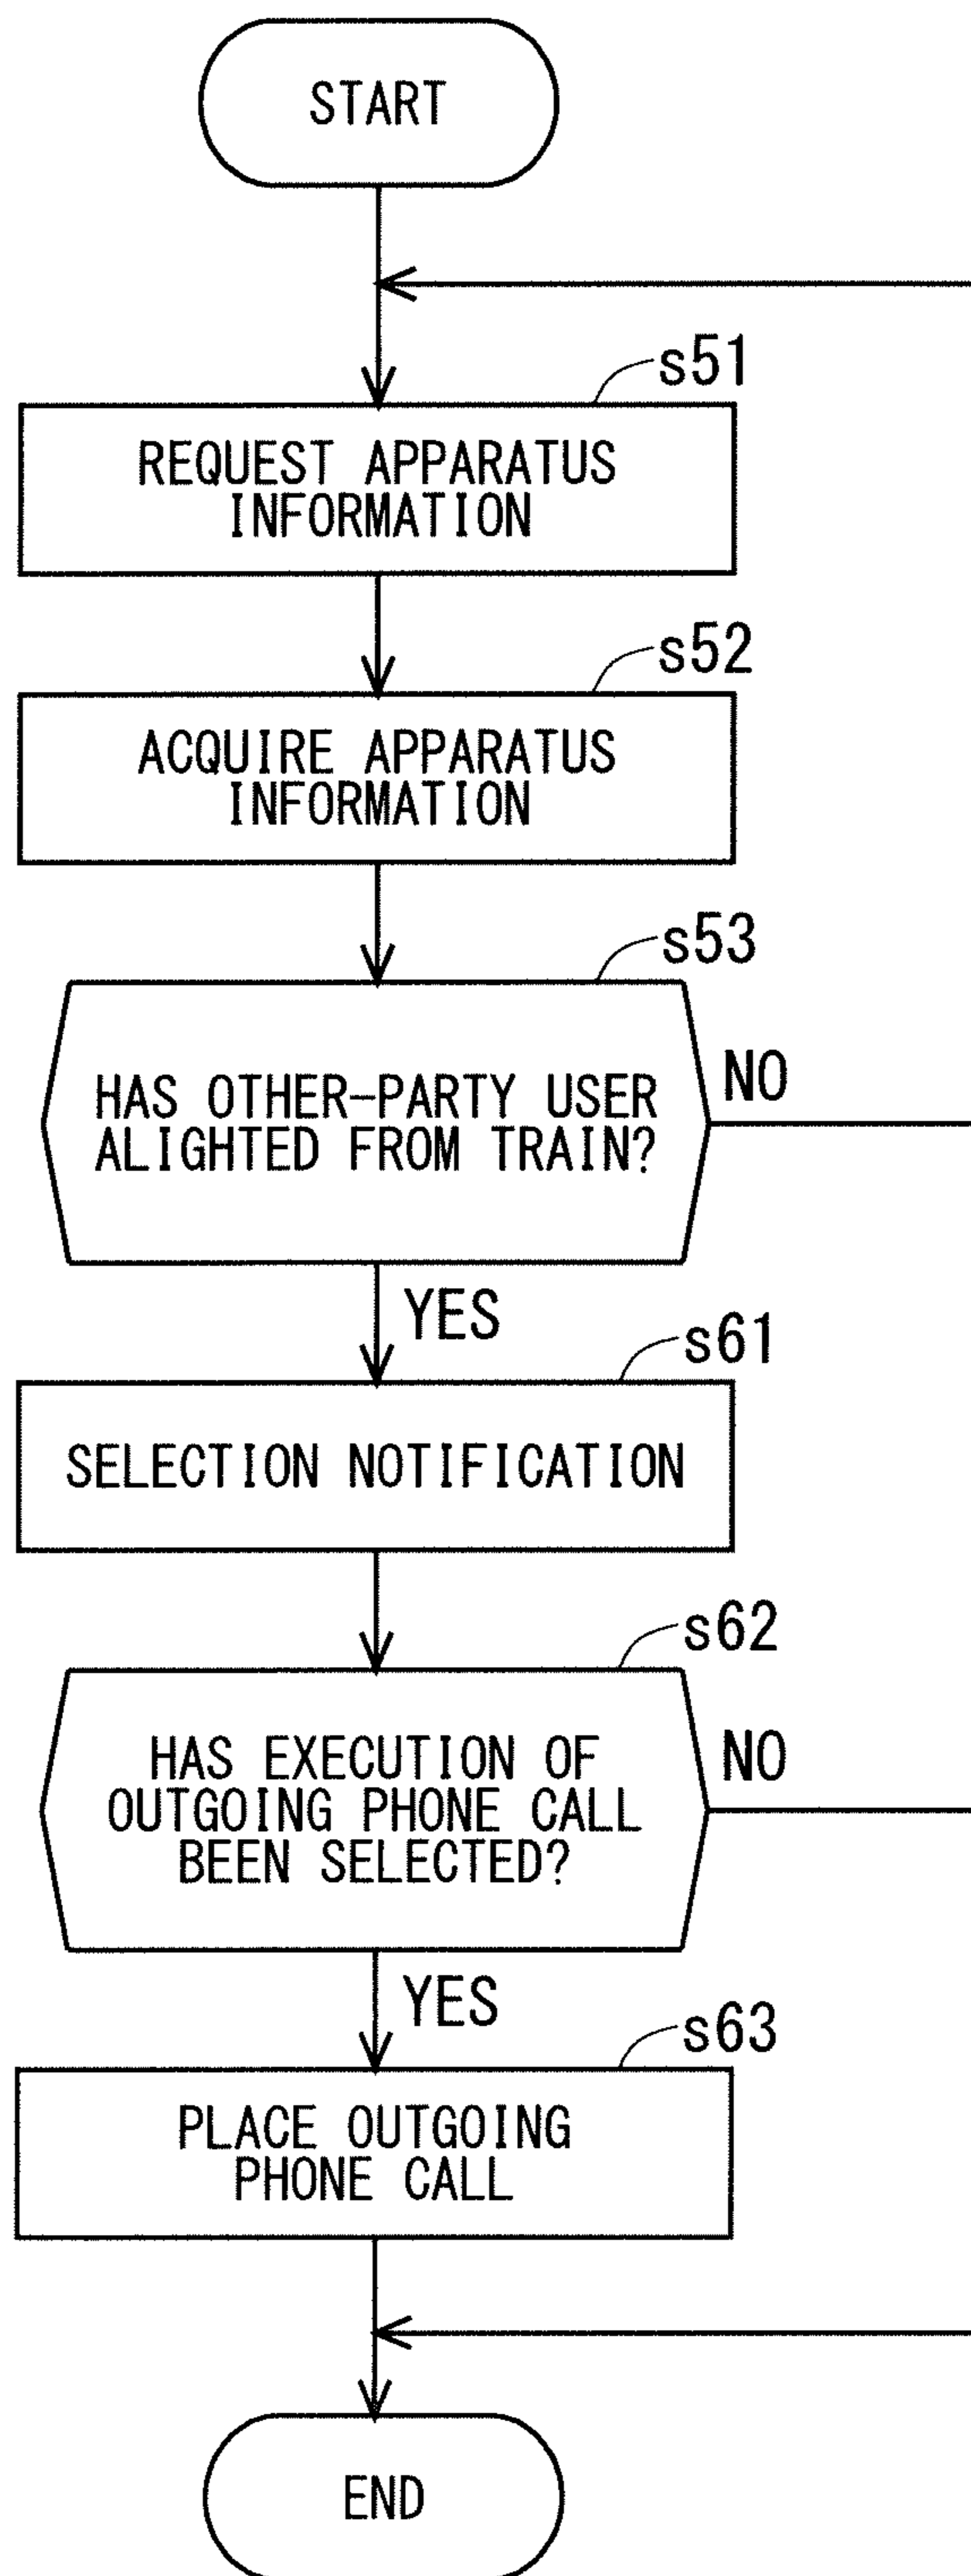 START
s51
REQUEST APPARATUS
INFORMATION
s52
ACQUIRE APPARATUS
INFORMATION
s53
HAS OTHER-PARTY USER
ALIGHTED FROM TRAIN?
NO
YES
s61
SELECTION NOTIFICATION
s62
HAS EXECUTION OF
OUTGOING PHONE CALL
BEEN SELECTED?
NO
YES
s63
PLACE OUTGOING
PHONE CALL
END